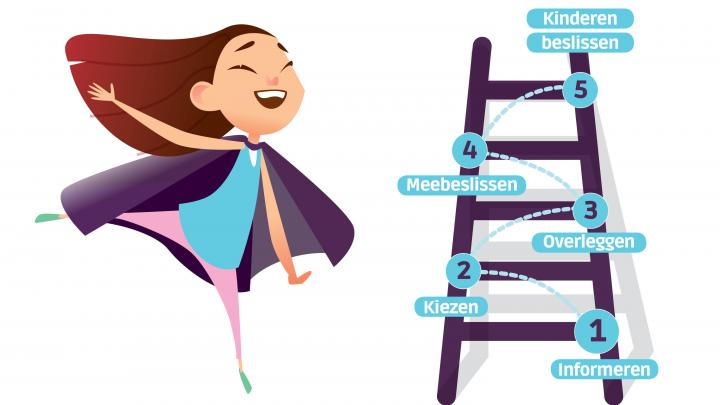 Kinderen
beslissen
5
4
Meebeslissen
3
Overleggen
2
Kiezen
1
Informeren